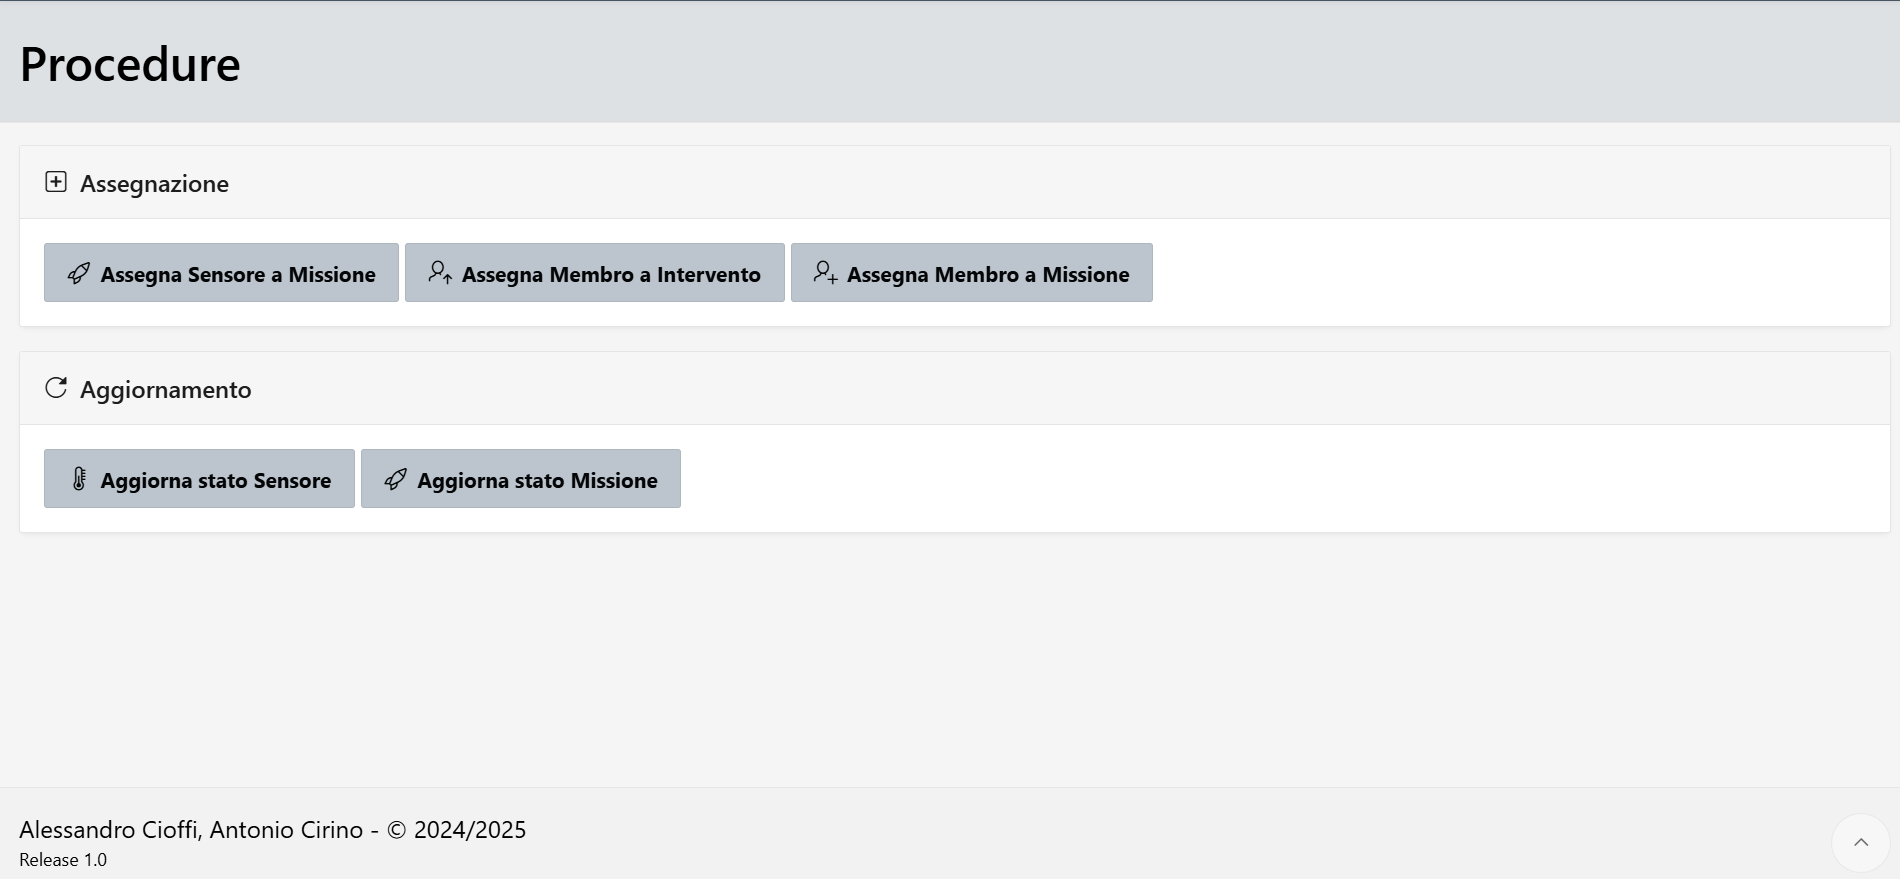 Procedure
Assegnazione
Assegna Sensore a Missione Assegna Membro a Intervento Assegna Membro a Missione
Aggiornamento
Aggiorna stato Sensore Aggiorna stato Missione
Alessandro Cioffi, Antonio Cirino - © 2024/2025
Release 1.0